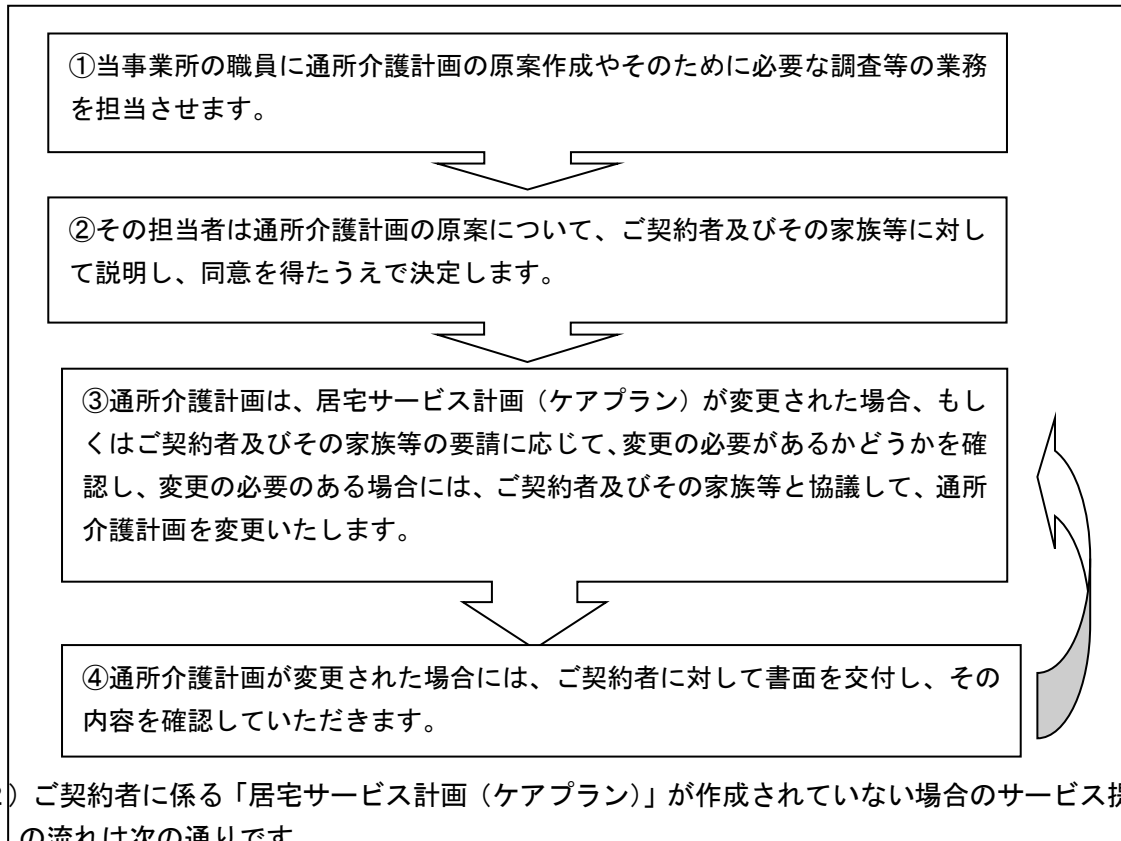 ①当事業所の職員に通所介護計画の原案作成やそのために必要な調査等の業務
を担当させます。
②その担当者は通所介護計画の原案について、ご契約者及びその家族等に対し
て説明し、同意を得たうえで決定します。
③通所介護計画は、居宅サービス計画（ケアプラン）が変更された場合、もし
くはご契約者及びその家族等の要請に応じて、変更の必要があるかどうかを確
認し、変更の必要のある場合には、ご契約者及びその家族等と協議して、通所
介護計画を変更いたします。
④通所介護計画が変更された場合には、ご契約者に対して書面を交付し、その
内容を確認していただきます。
）ご契約者に係る「居宅サービス計画（ケアプラン）」が作成されていない場合のサービス提
の流れは次の通りです